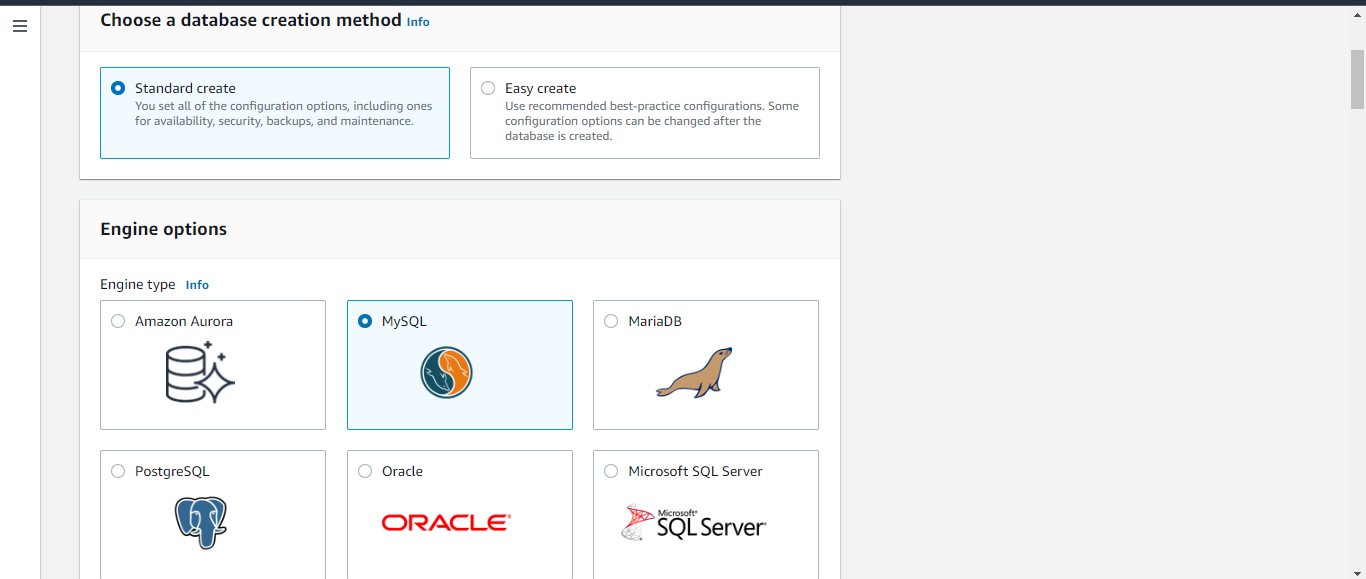 Choose a database creation method Info
Standard create
You set all of the configuration options, including ones
for availability, security, backups, and maintenance.
Easy create
Use recommended best-practice configurations. Some
configuration options can be changed after the
database is created.
Engine options
Engine type Info
Amazon Aurora
MySQL
MariaDB
PostgreSQL
Oracle
ORACLE®
Microsoft SQL Server
Microsoft®
SQL Server®